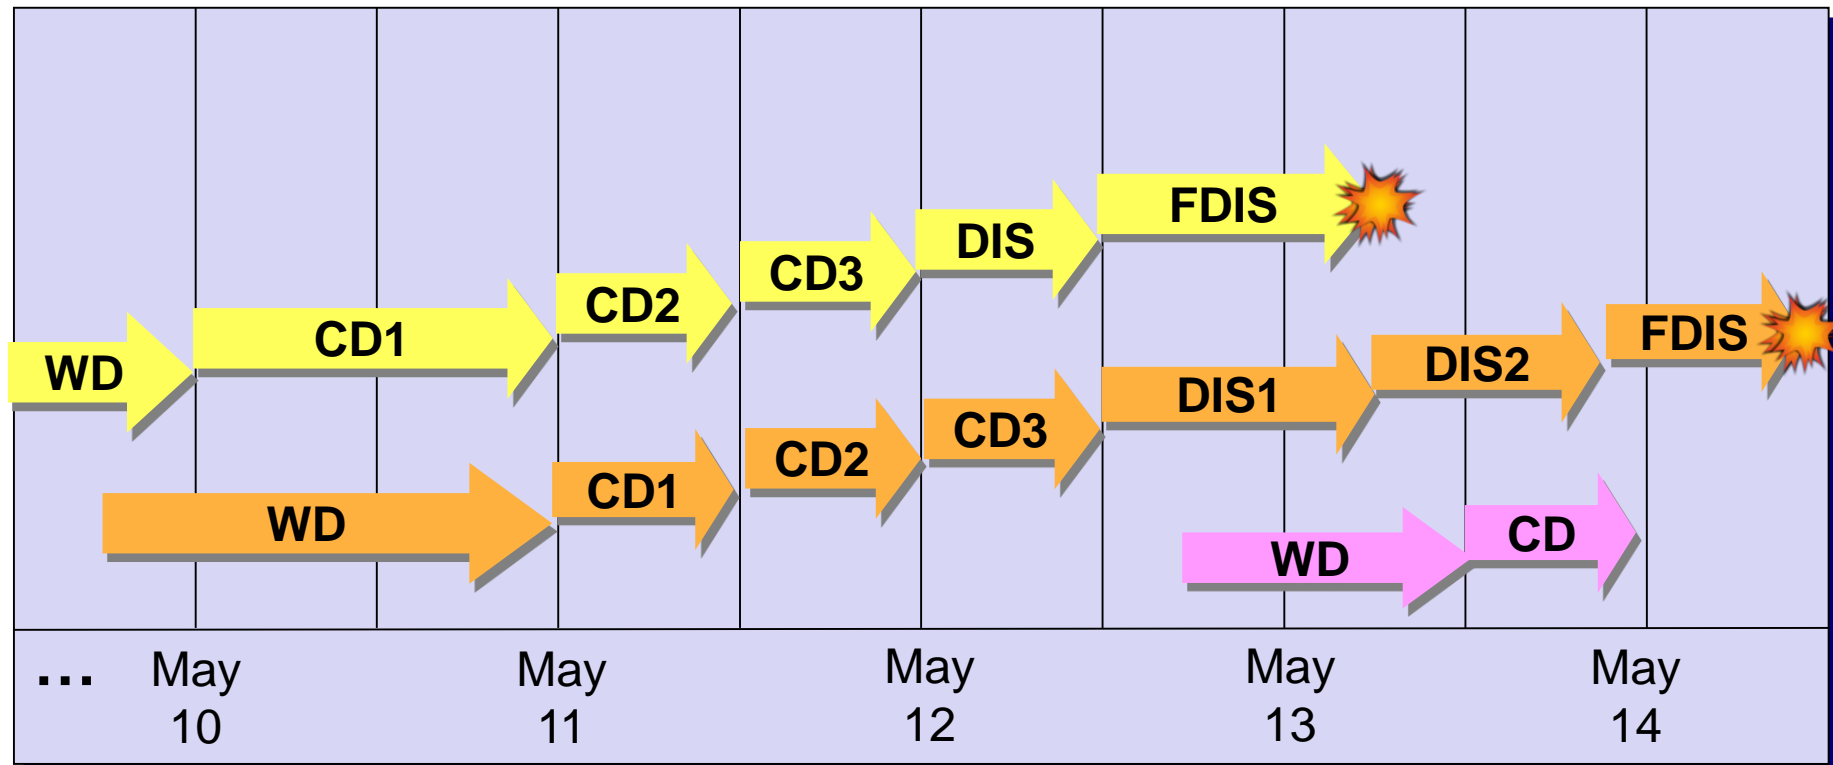 FDIS
DIS
CD3
CD2
CD1
WD
FDIS
DIS2
DIS1
CD3
CD2
CD1
WD
CD
WD
... May May May May May
10 11 12 13 14